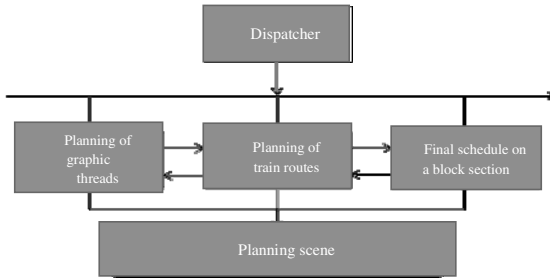 Dispatcher
Planning of
graphic
threads
Planning of
train routes
Final schedule on
a block section
Planning scene